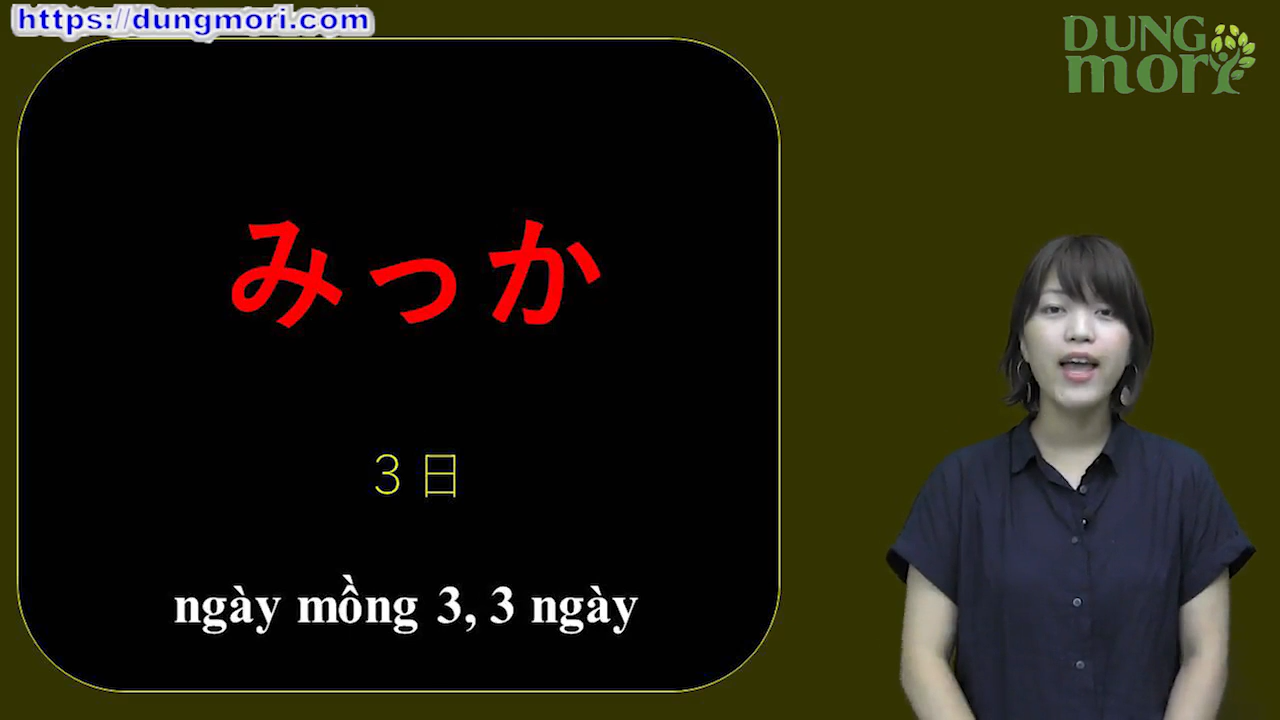 https://dungmori.com
DUNG
mori
みっか
３日
ngày mồng 3, 3 ngày